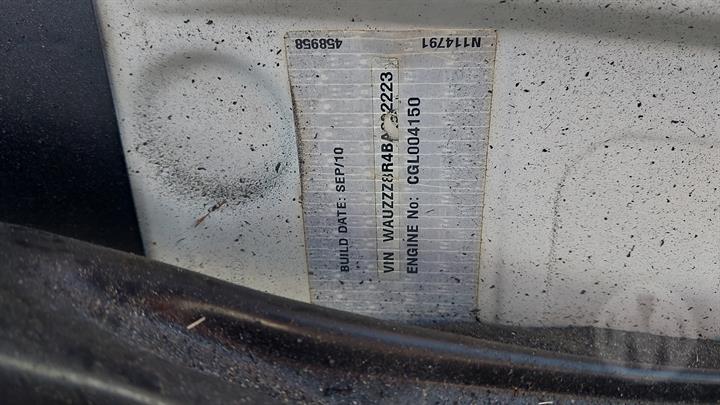 458958
N114791
BUILD DATE: SEP/10
VIN
ENGINE No: CGL004150